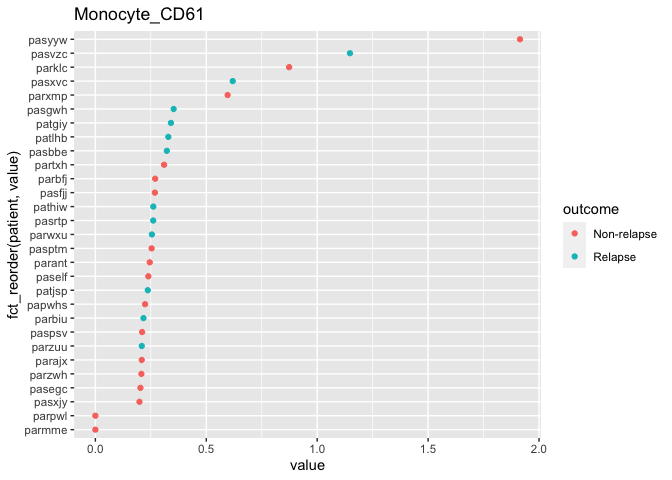 Monocyte_CD61
fct_reorder(patient, value)
pasyyw
pasvzc
parklc
pasxvc
parxmp
pasgwh
patgiy
patlhb
pasbbe
partxh
parbfj
pasfjj
pathiw
pasrtp
parwxu
pasptm
parant
paself
patjsp
papwhs
parbiu
paspsv
parzuu
parajx
parzwh
pasegc
pasxjy
parpwl
parmme
0.0 0.5 1.0 1.5 2.0
value
outcome
Non-relapse
Relapse